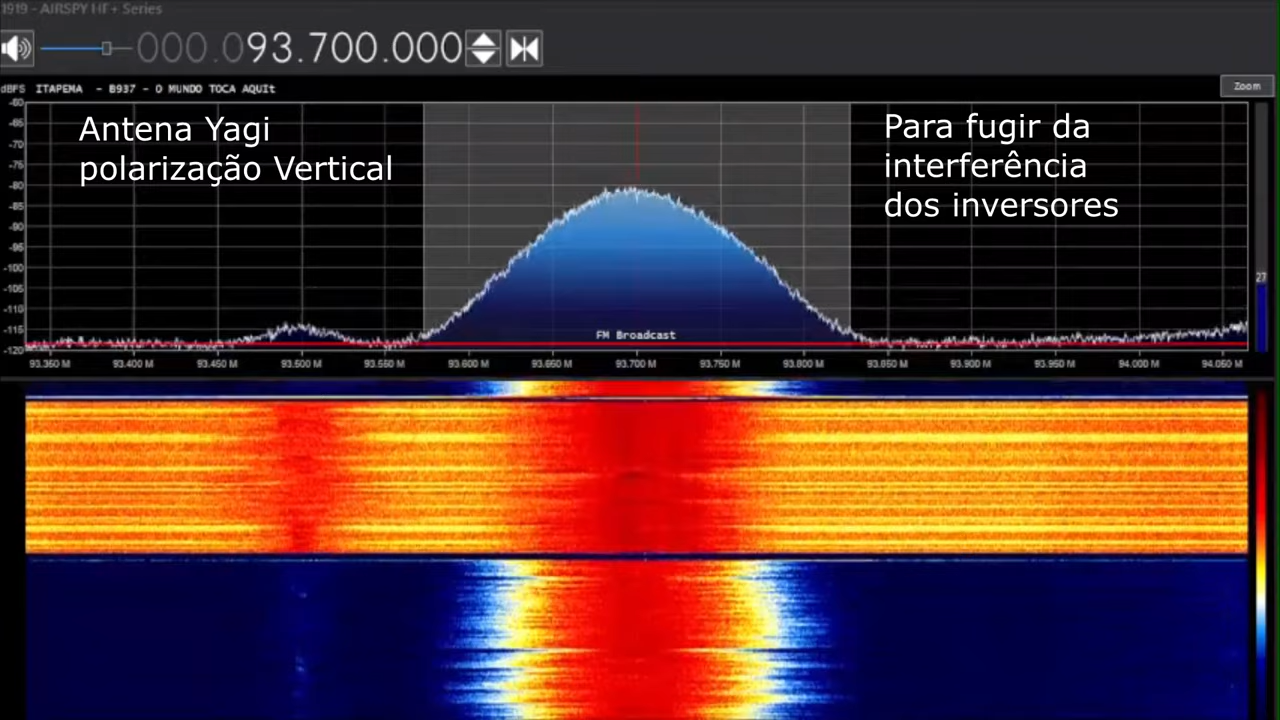 1919 - AIRSPY HF+ Series
000.093.700.000
dBFS ITAPEMA - B937 - O MUNDO TOCA AQUIt
Zoom
Antena Yagi
polarização Vertical
Para fugir da
interferência
dos inversores
-60
-65
-70
-75
-80
-85
-90
-95
-100
-105
-110
-115
-120
27
FM Broadcast
93.350 M 93.400 M 93.450 M 93.500 M 93.550 M 93.600 M 93.650 M 93.700 M 93.750 M 93.800 M 93.850 M 93.900 M 93.950 M 94.000 M 94.050 M